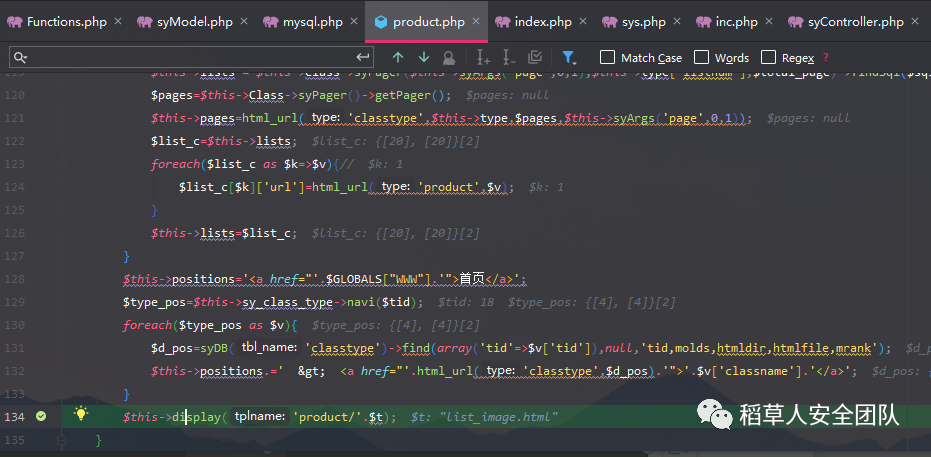 Functions.php × syModel.php × mysql.php × product.php × index.php × sys.php × inc.php × syController.php ×
Match Case Words Regex ?
120 $pages=$this->Class->syPager()->getPager(); $pages: null
121 $this->pages=html_url( type: 'classtype',$this->type,$pages,$this->syArgs('page',0,1)); $pages: null
122 $list_c=$this->lists; $list_c: {[20], [20]}[2]
123 foreach($list_c as $k=>$v){// $k: 1
124 $list_c[$k]['url']=html_url( type: 'product',$v); $k: 1
125 }
126 $this->lists=$list_c; $list_c: {[20], [20]}[2]
127 }
128 $this->positions='<a href="'.$GLOBALS["WWW"].'">首页</a>';
129 $type_pos=$this->sy_class_type->navi($tid); $tid: 18 $type_pos: {[4], [4]}[2]
130 foreach($type_pos as $v){ $type_pos: {[4], [4]}[2]
131 $d_pos=syDB( tbl_name: 'classtype')->find(array('tid'=>$v['tid']),null,'tid,molds,htmldir,htmlfile,mrank');
132 $this->positions.=' &gt; <a href="'.html_url( type: 'classtype',$d_pos).'">'.$v['classname'].'</a>';
133 }
134 $this->display( tplname: 'product/'.$t); $t: "list_image.html"
135 }
稻草人安全团队